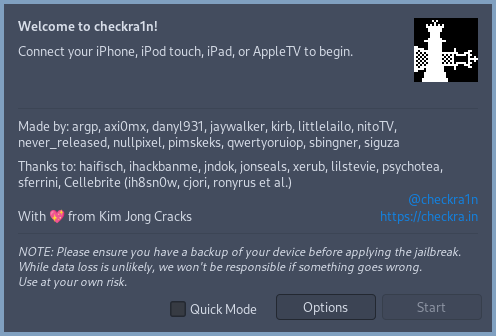 Welcome to checkra1n!
Connect your iPhone, iPod touch, iPad, or AppleTV to begin.
Made by: argp, axi0mx, danyl931, jaywalker, kirb, littlelailo, nitoTV,
never_released, nullpixel, pimskeks, qwertyoruiop, sbingner, siguza
Thanks to: haifisch, ihackbanme, jndok, jonseals, xerub, lilstevie, psychotea,
sferrini, Cellebrite (ih8sn0w, cjori, ronyrus et al.)
@checkra1n
With 💖 from Kim Jong Cracks https://checkra.in
NOTE: Please ensure you have a backup of your device before applying the jailbreak.
While data loss is unlikely, we won't be responsible if something goes wrong.
Use at your own risk.
Quick Mode Options Start